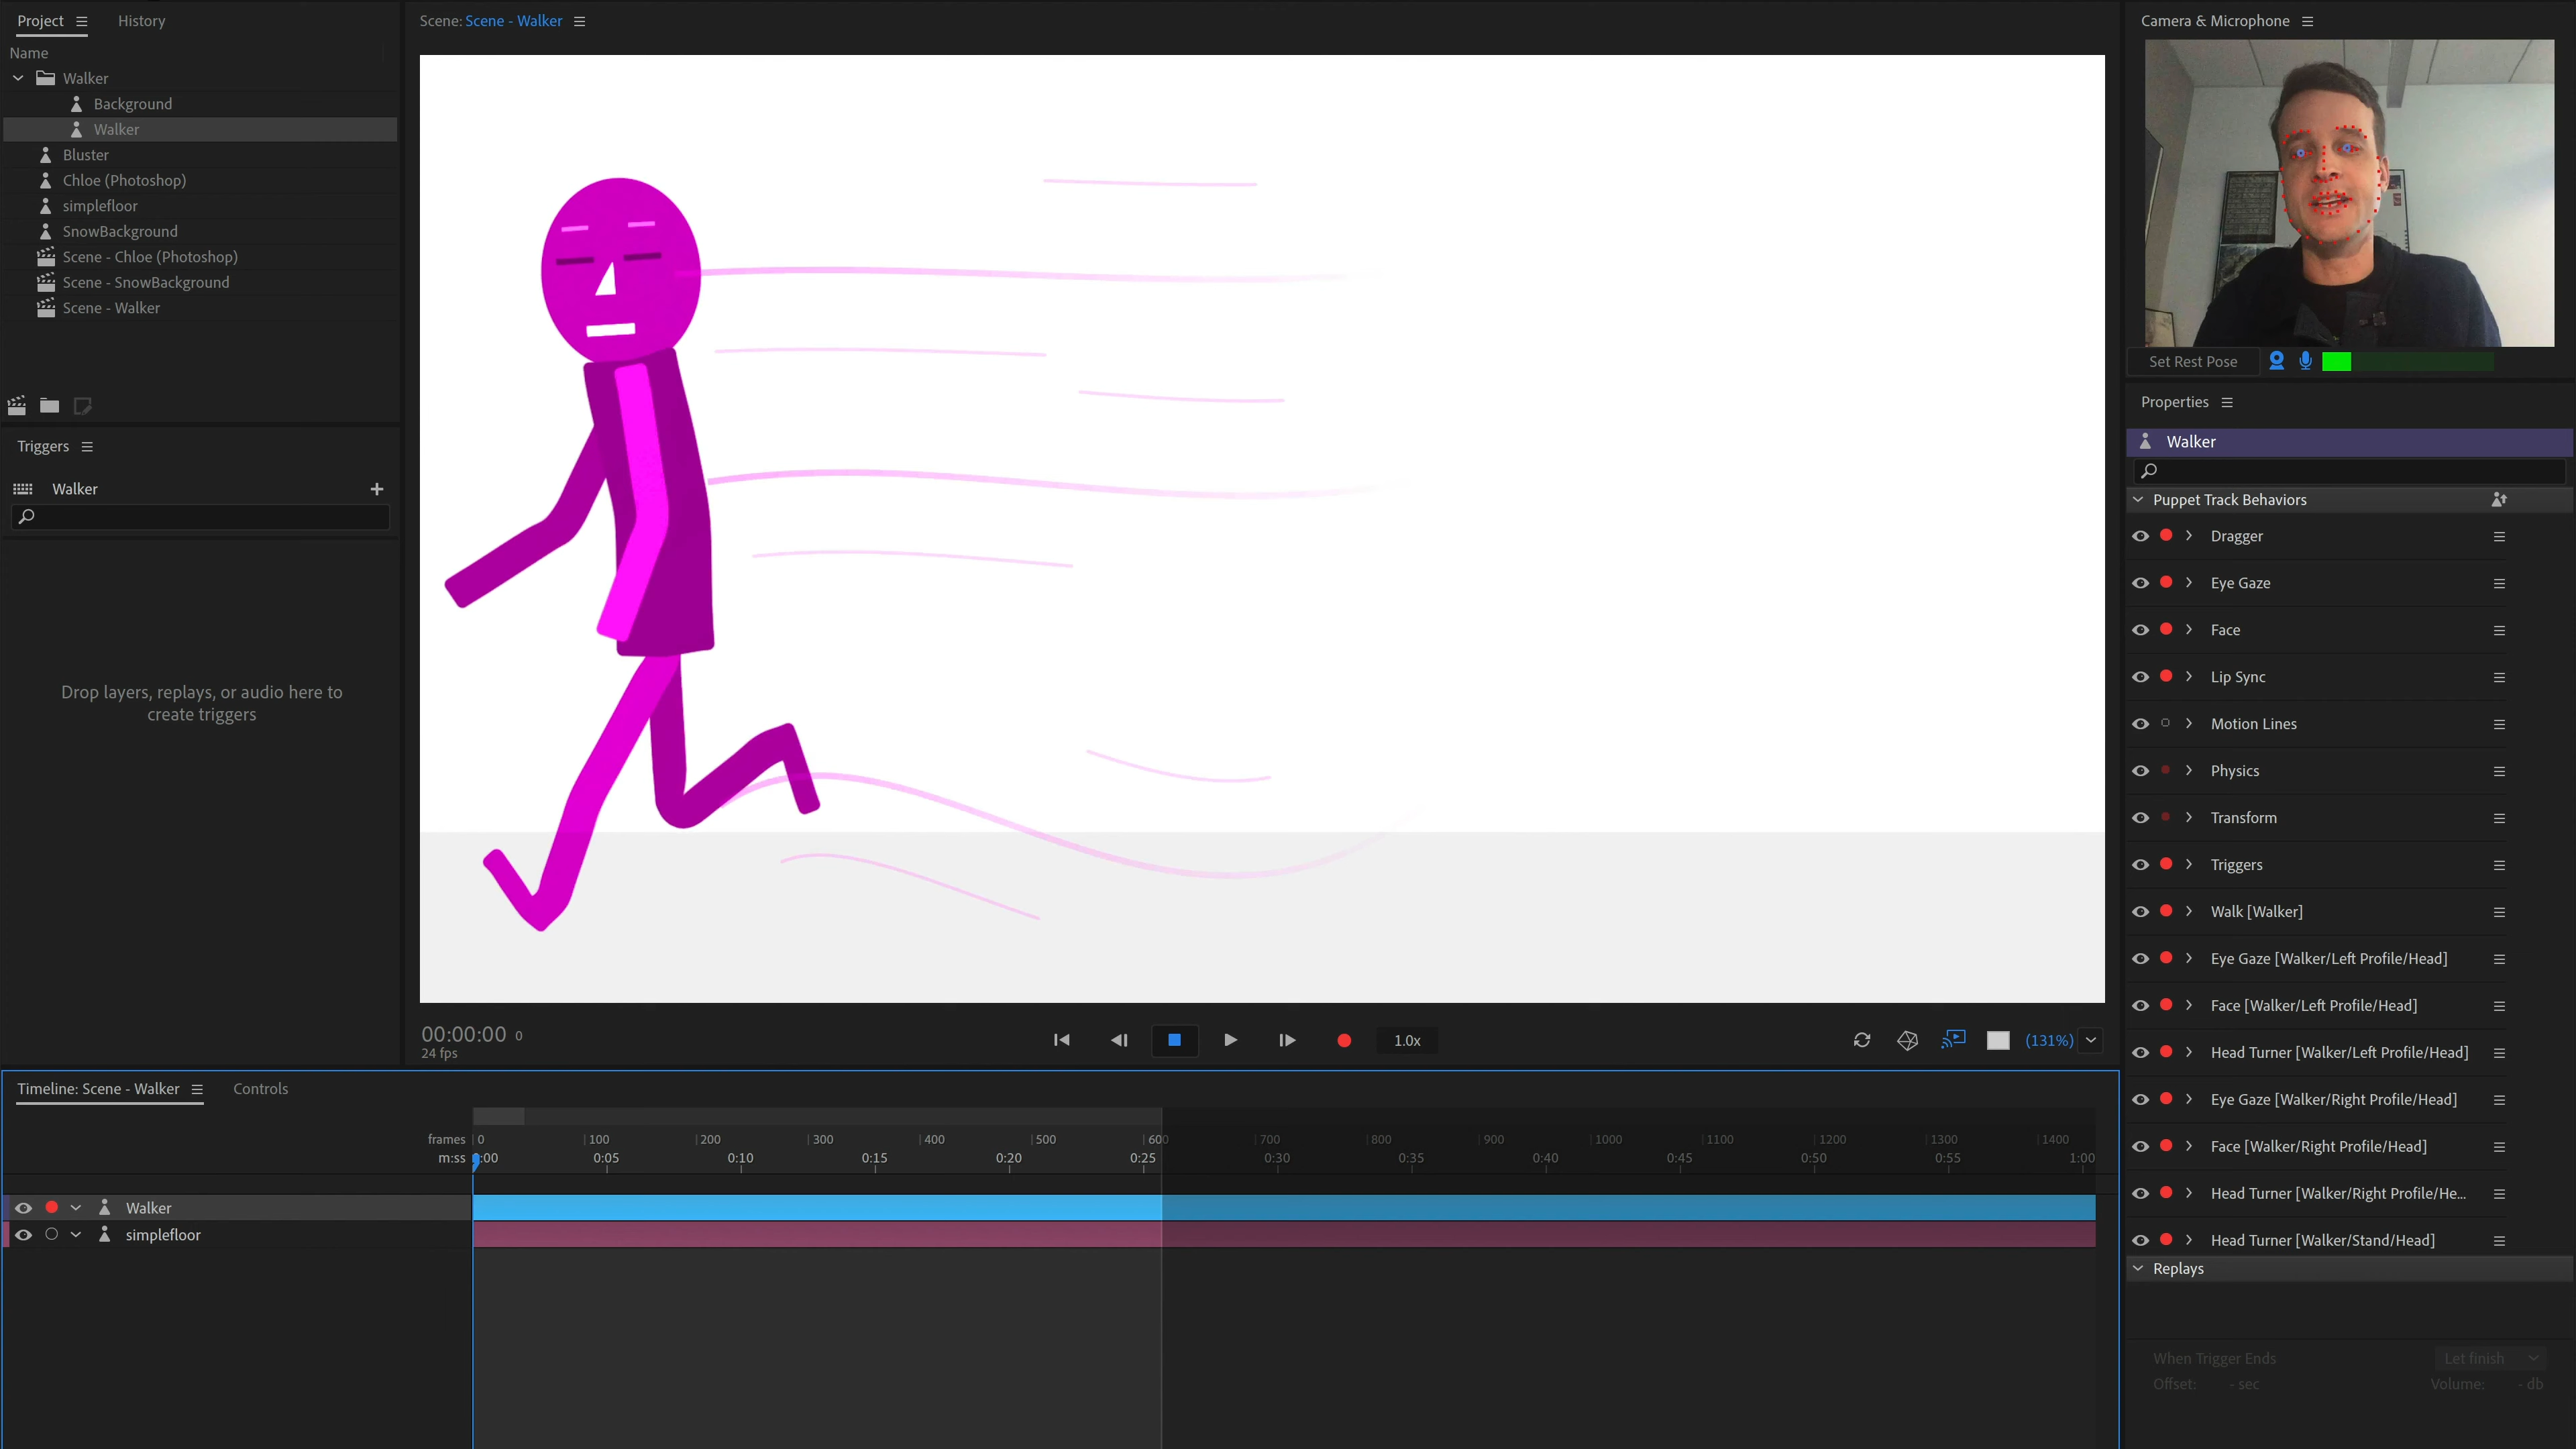 Project
History
Name
Walker
Background
Walker
Bluster
Chloe (Photoshop)
simplefloor
SnowBackground
Scene - Chloe (Photoshop)
Scene - SnowBackground
Scene - Walker
Triggers
Walker
Drop layers, replays, or audio here to
create triggers
Scene: Scene - Walker
00:00:00 0
24 fps
1.0x
(131%)
Camera & Microphone
Set Rest Pose
Properties
Walker
Puppet Track Behaviors
Dragger
Eye Gaze
Face
Lip Sync
Motion Lines
Physics
Transform
Triggers
Walk [Walker]
Eye Gaze [Walker/Left Profile/Head]
Face [Walker/Left Profile/Head]
Head Turner [Walker/Left Profile/Head]
Eye Gaze [Walker/Right Profile/Head]
Face [Walker/Right Profile/Head]
Head Turner [Walker/Right Profile/He...
Head Turner [Walker/Stand/Head]
Replays
When Trigger Ends Let finish
Offset: - sec Volume: - db
Timeline: Scene - Walker
Controls
frames 0 100 200 300 400 500 600 700 800 900 1000 1100 1200 1300 1400
m:ss :00 0:05 0:10 0:15 0:20 0:25 0:30 0:35 0:40 0:45 0:50 0:55 1:00
Walker
simplefloor